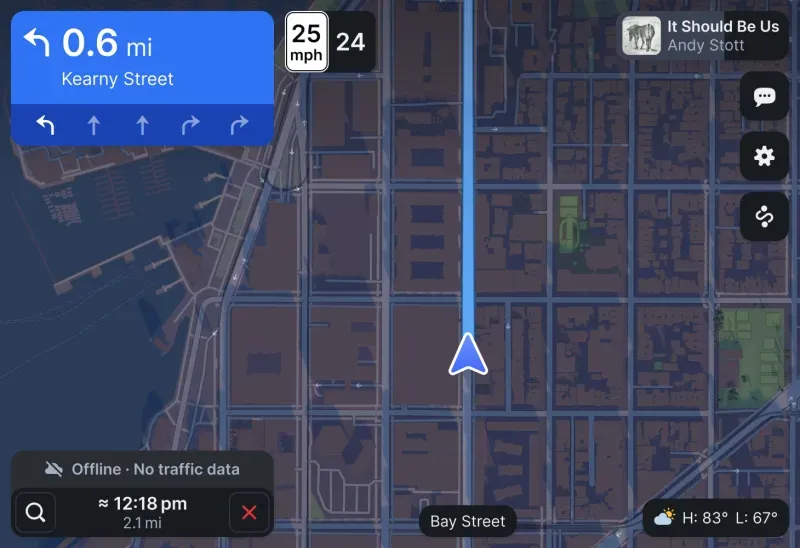 0.6 mi
Kearny Street
25
mph
24
It Should Be Us
Andy Stott
Offline · No traffic data
≈ 12:18 pm
2.1 mi
Bay Street
H: 83° L: 67°